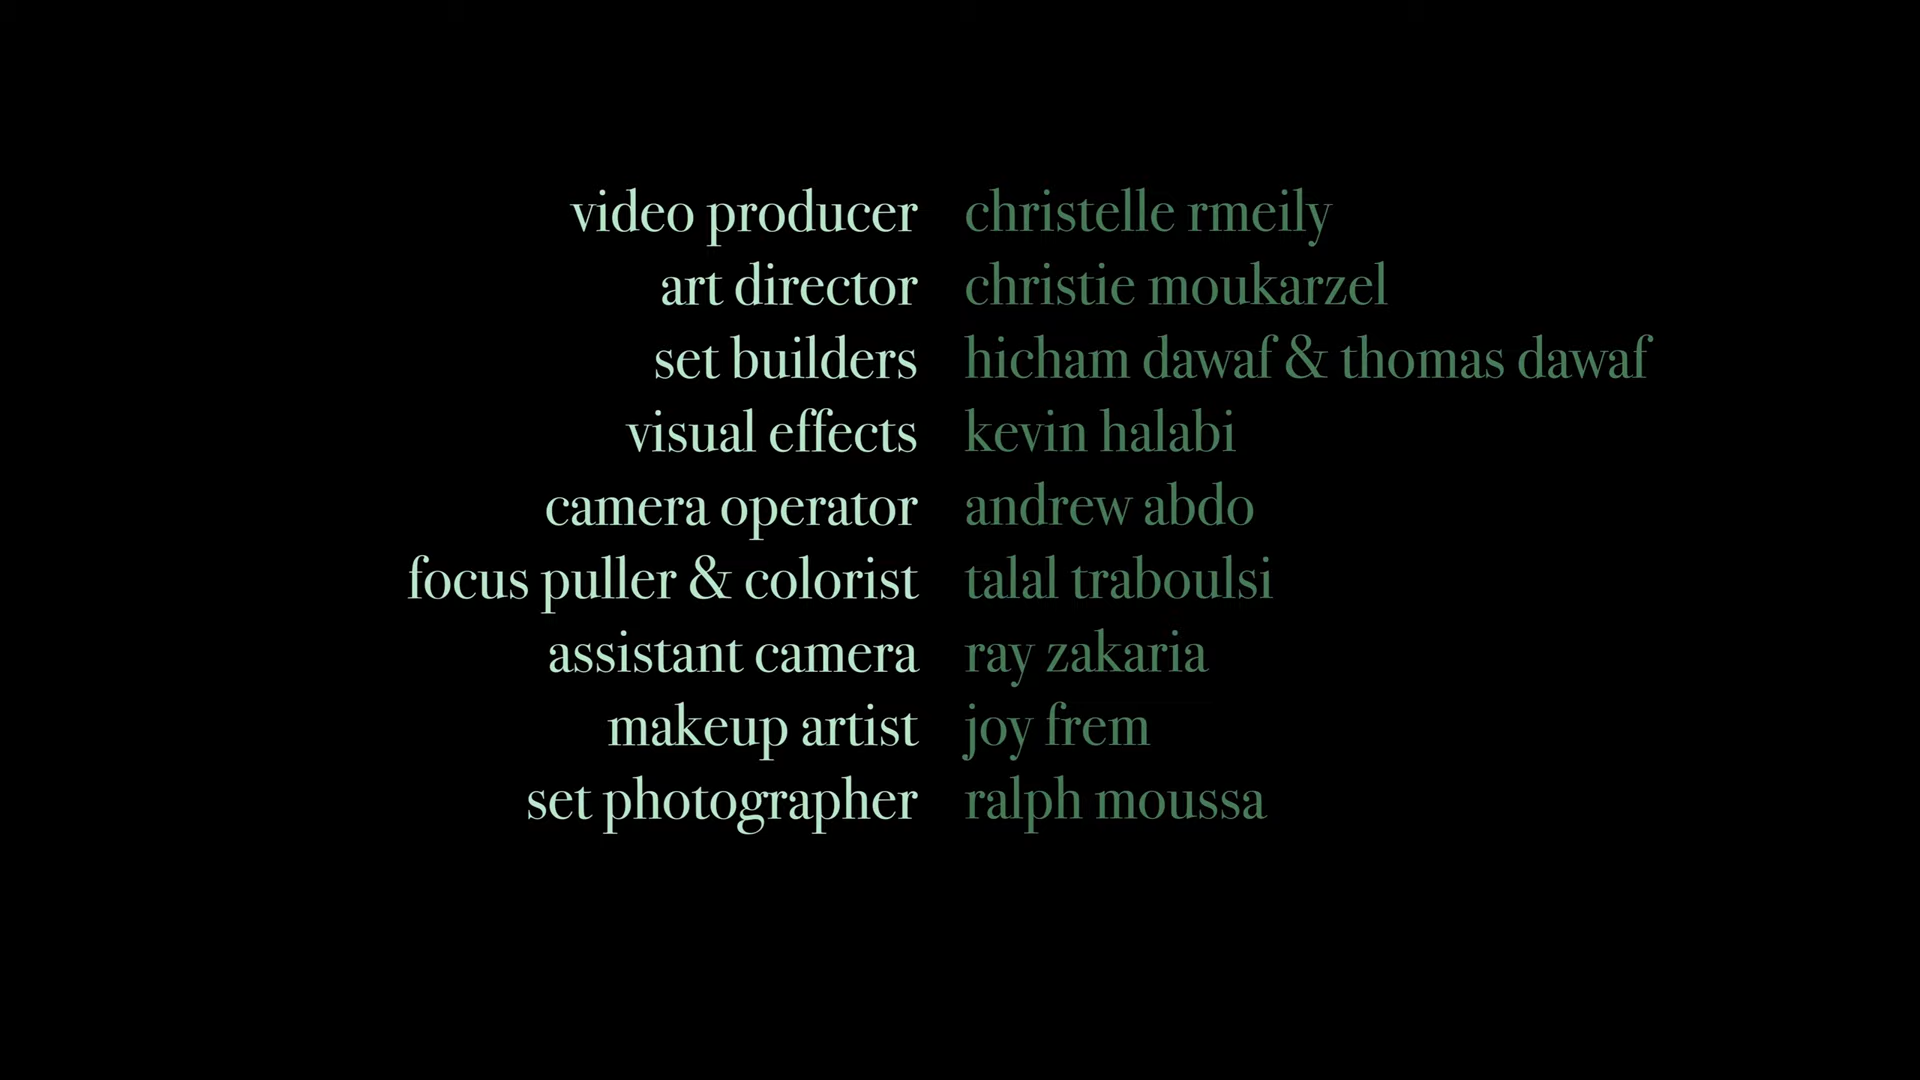 video producer christelle rmeily
art director christie moukarzel
set builders hicham dawaf & thomas dawaf
visual effects kevin halabi
camera operator andrew abdo
focus puller & colorist talal traboulsi
assistant camera ray zakaria
makeup artist joy frem
set photographer ralph moussa